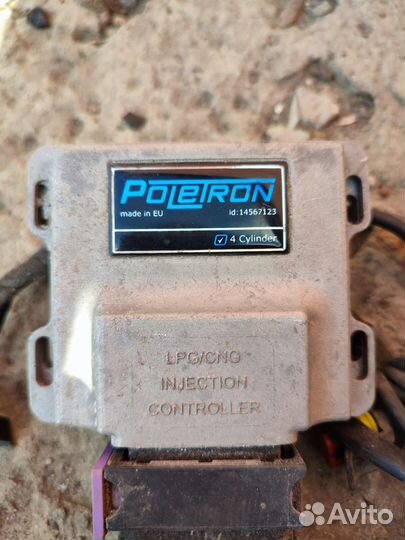 POLETRON
made in EU
id:14567123
4 Cylinder
LPG/CNG
INJECTION
CONTROLLER
Avito